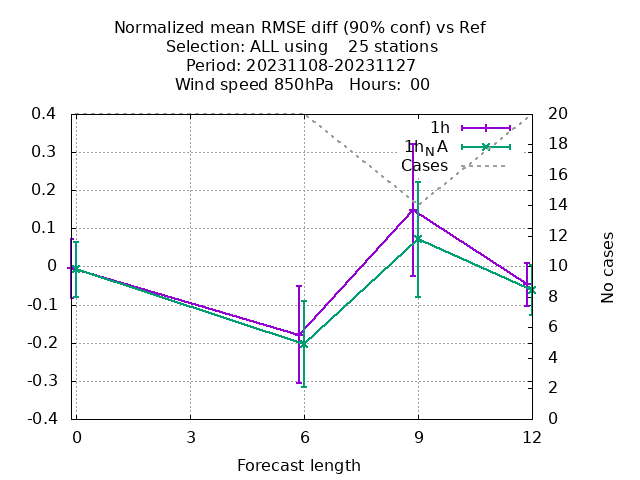 Normalized mean RMSE diff (90% conf) vs Ref
Selection: ALL using    25 stations
Period: 20231108-20231127
Wind speed 850hPa   Hours: 00
1h
1h_N A
Cases
0.4
0.3
0.2
0.1
0
-0.1
-0.2
-0.3
-0.4
20
18
16
14
12
10
8
6
4
2
0
No cases
0 3 6 9 12
Forecast length